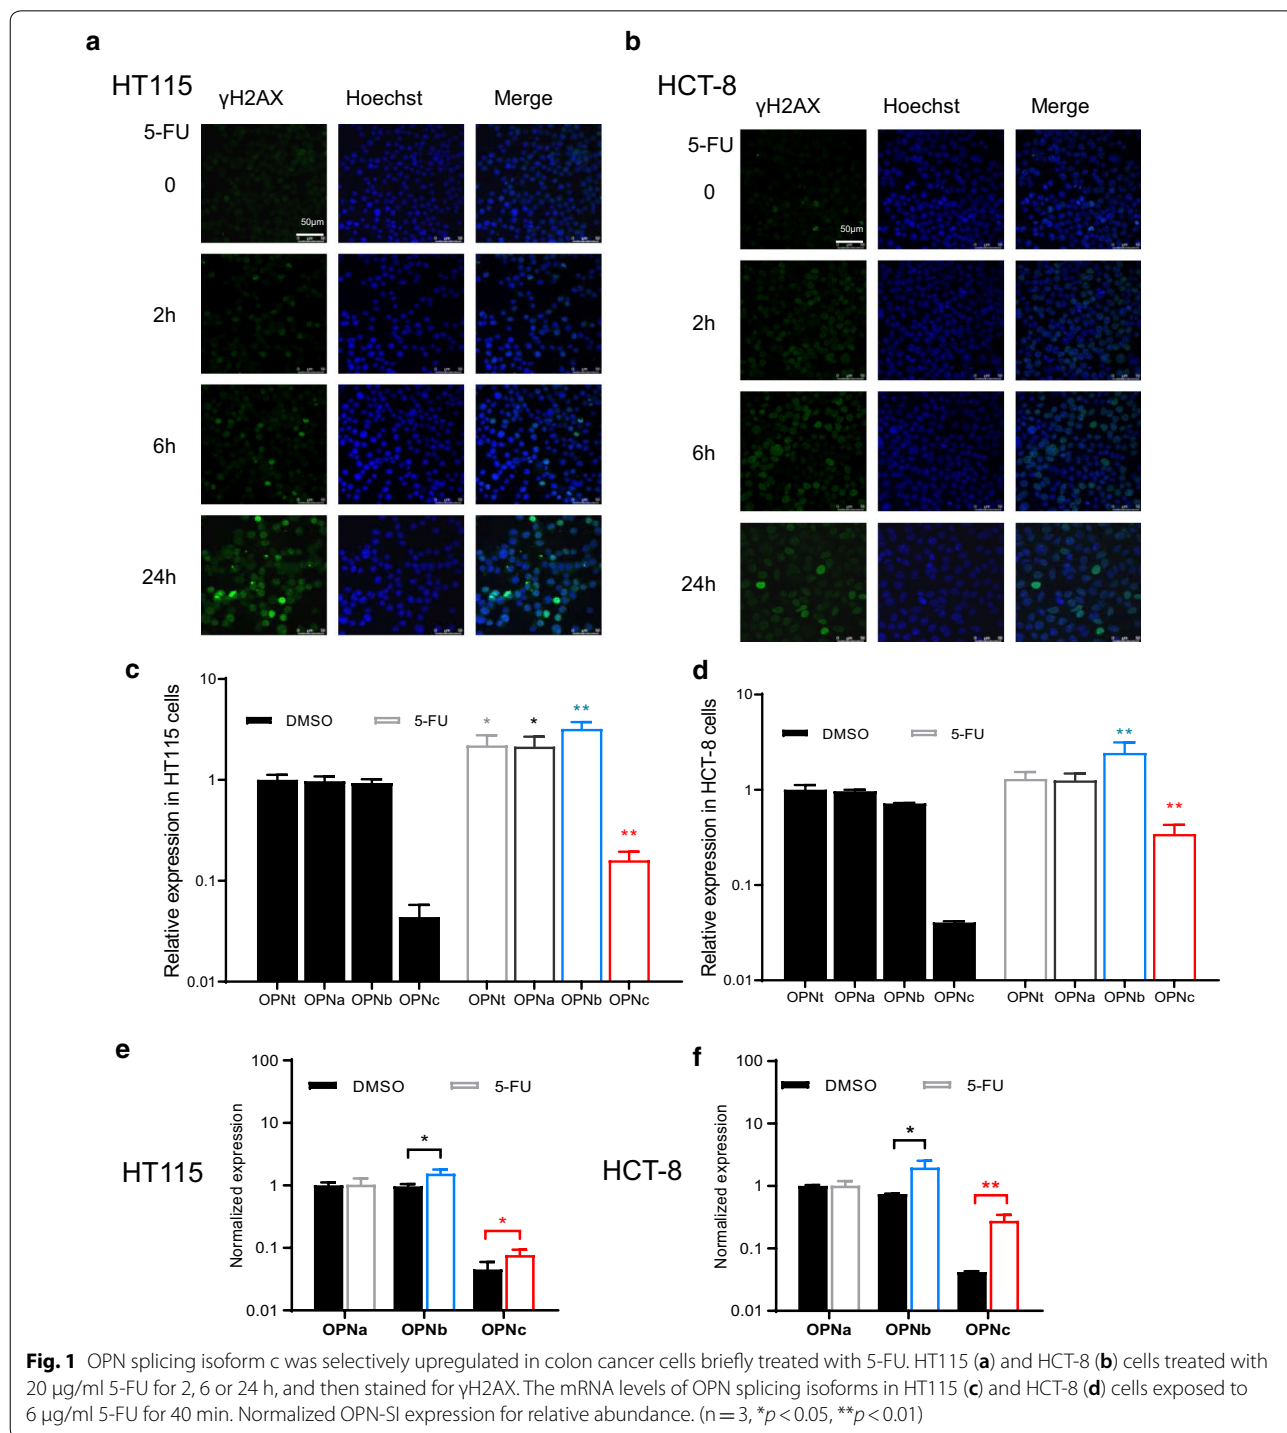 a
b
HT115
γH2AX
Hoechst
Merge
HCT-8
γH2AX
Hoechst
Merge
5-FU
0
50µm
2h
6h
24h
5-FU
0
50µm
2h
6h
24h
c
Relative expression in HT115 cells
10
1
0.1
0.01
DMSO
5-FU
*
*
**
**
OPNt
OPNa
OPNb
OPNc
OPNt
OPNa
OPNb
OPNc
d
Relative expression in HCT-8 cells
10
1
0.1
0.01
DMSO
5-FU
**
**
OPNt
OPNa
OPNb
OPNc
OPNt
OPNa
OPNb
OPNc
e
HT115
Normalized expression
100
10
1
0.1
0.01
DMSO
5-FU
*
*
OPNa
OPNb
OPNc
f
HCT-8
Normalized expression
100
10
1
0.1
0.01
DMSO
5-FU
*
**
OPNa
OPNb
OPNc
Fig. 1 OPN splicing isoform c was selectively upregulated in colon cancer cells briefly treated with 5-FU. HT115 (a) and HCT-8 (b) cells treated with
20 µg/ml 5-FU for 2, 6 or 24 h, and then stained for γH2AX. The mRNA levels of OPN splicing isoforms in HT115 (c) and HCT-8 (d) cells exposed to
6 µg/ml 5-FU for 40 min. Normalized OPN-SI expression for relative abundance. (n = 3, *p < 0.05, **p < 0.01)